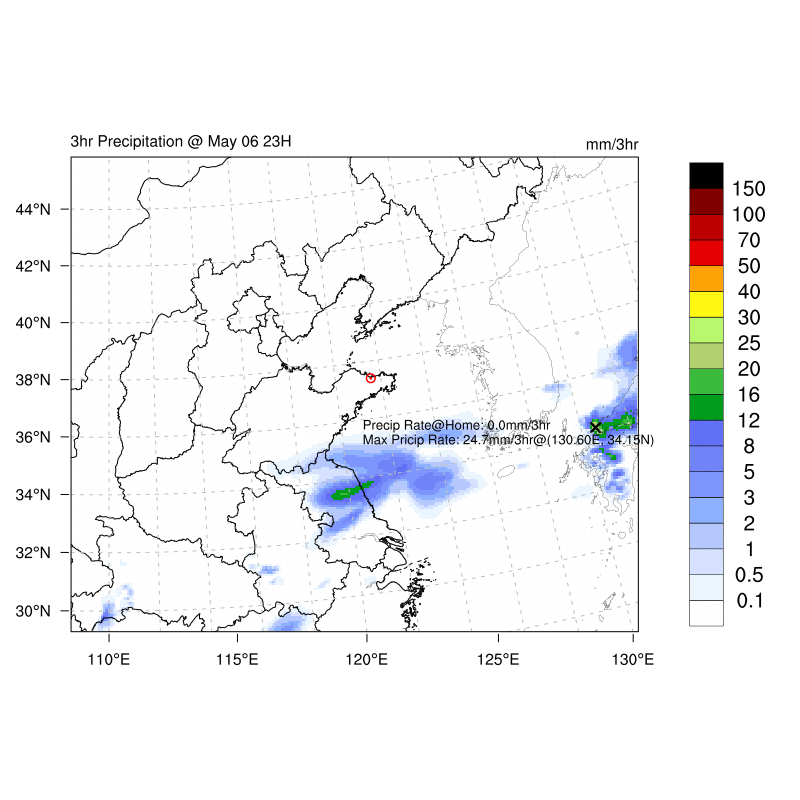 3hr Precipitation @ May 06 23H
mm/3hr
44°N
42°N
40°N
38°N
36°N
34°N
32°N
30°N
110°E
115°E
120°E
125°E
130°E
Precip Rate@Home: 0.0mm/3hr
Max Pricip Rate: 24.7mm/3hr@(130.60E, 34.15N)
150
100
70
50
40
30
25
20
16
12
8
5
3
2
1
0.5
0.1